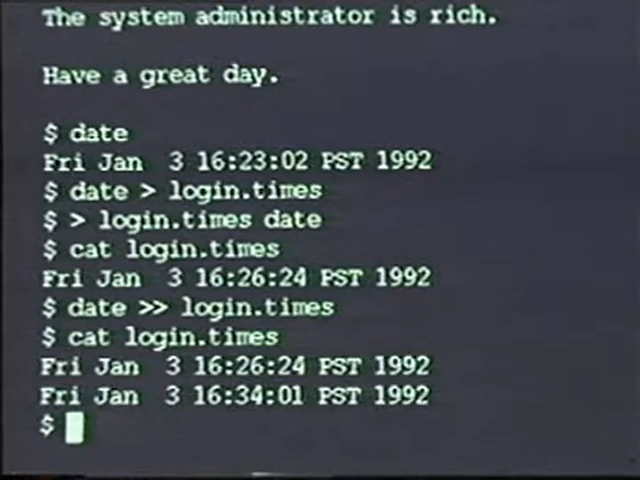 The system administrator is rich.
Have a great day.
$ date
Fri Jan  3 16:23:02 PST 1992
$ date > login.times
$ > login.times date
$ cat login.times
Fri Jan  3 16:26:24 PST 1992
$ date >> login.times
$ cat login.times
Fri Jan  3 16:26:24 PST 1992
Fri Jan  3 16:34:01 PST 1992
$